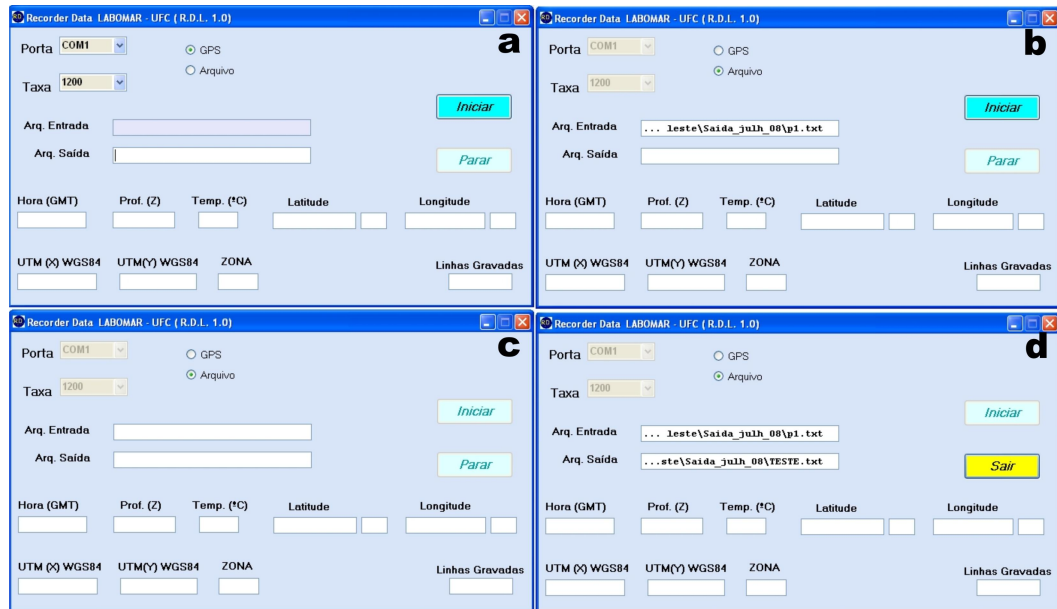 Recorder Data LABOMAR - UFC ( R.D.L. 1.0)
a
Porta COM1
GPS
Arquivo
Taxa 1200
Iniciar
Arq. Entrada
Arq. Saída
Parar
Hora (GMT) Prof. (Z) Temp. (ºC) Latitude Longitude
UTM (X) WGS84 UTM(Y) WGS84 ZONA
Linhas Gravadas
Recorder Data LABOMAR - UFC ( R.D.L. 1.0)
b
Porta COM1
GPS
Arquivo
Taxa 1200
Iniciar
Arq. Entrada ... leste\Saida_julh_08\p1.txt
Arq. Saída
Parar
Hora (GMT) Prof. (Z) Temp. (ºC) Latitude Longitude
UTM (X) WGS84 UTM(Y) WGS84 ZONA
Linhas Gravadas
Recorder Data LABOMAR - UFC ( R.D.L. 1.0)
c
Porta COM1
GPS
Arquivo
Taxa 1200
Iniciar
Arq. Entrada
Arq. Saída
Parar
Hora (GMT) Prof. (Z) Temp. (ºC) Latitude Longitude
UTM (X) WGS84 UTM(Y) WGS84 ZONA
Linhas Gravadas
Recorder Data LABOMAR - UFC ( R.D.L. 1.0)
d
Porta COM1
GPS
Arquivo
Taxa 1200
Iniciar
Arq. Entrada ... leste\Saida_julh_08\p1.txt
Arq. Saída ...ste\Saida_julh_08\TESTE.txt
Sair
Hora (GMT) Prof. (Z) Temp. (ºC) Latitude Longitude
UTM (X) WGS84 UTM(Y) WGS84 ZONA
Linhas Gravadas